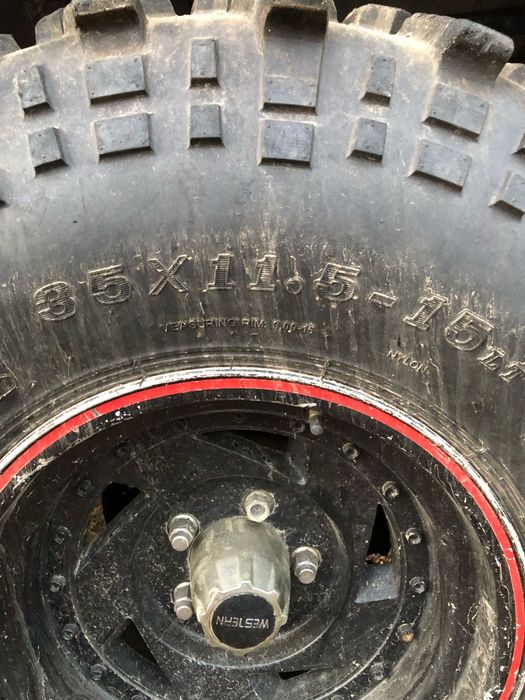 35X11.5-15LT
MEASURING RIM: 9.00-15
NYLON
WESTERN